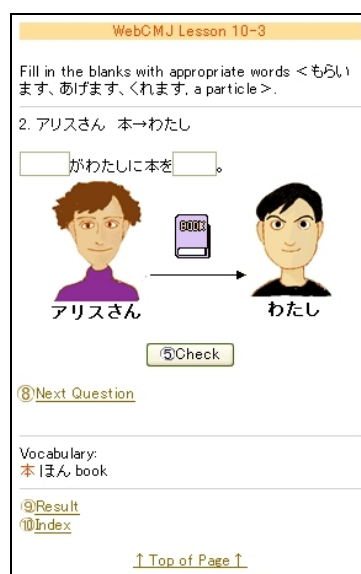 WebCMJ Lesson 10-3
Fill in the blanks with appropriate words <もらい
ます、あげます、くれます, a particle>.
2. アリスさん 本→わたし
がわたしに本を。
BOOK
アリスさん わたし
⑤Check
⑧Next Question
Vocabulary:
本 ほん book
⑨Result
⑩Index
↑Top of Page↑